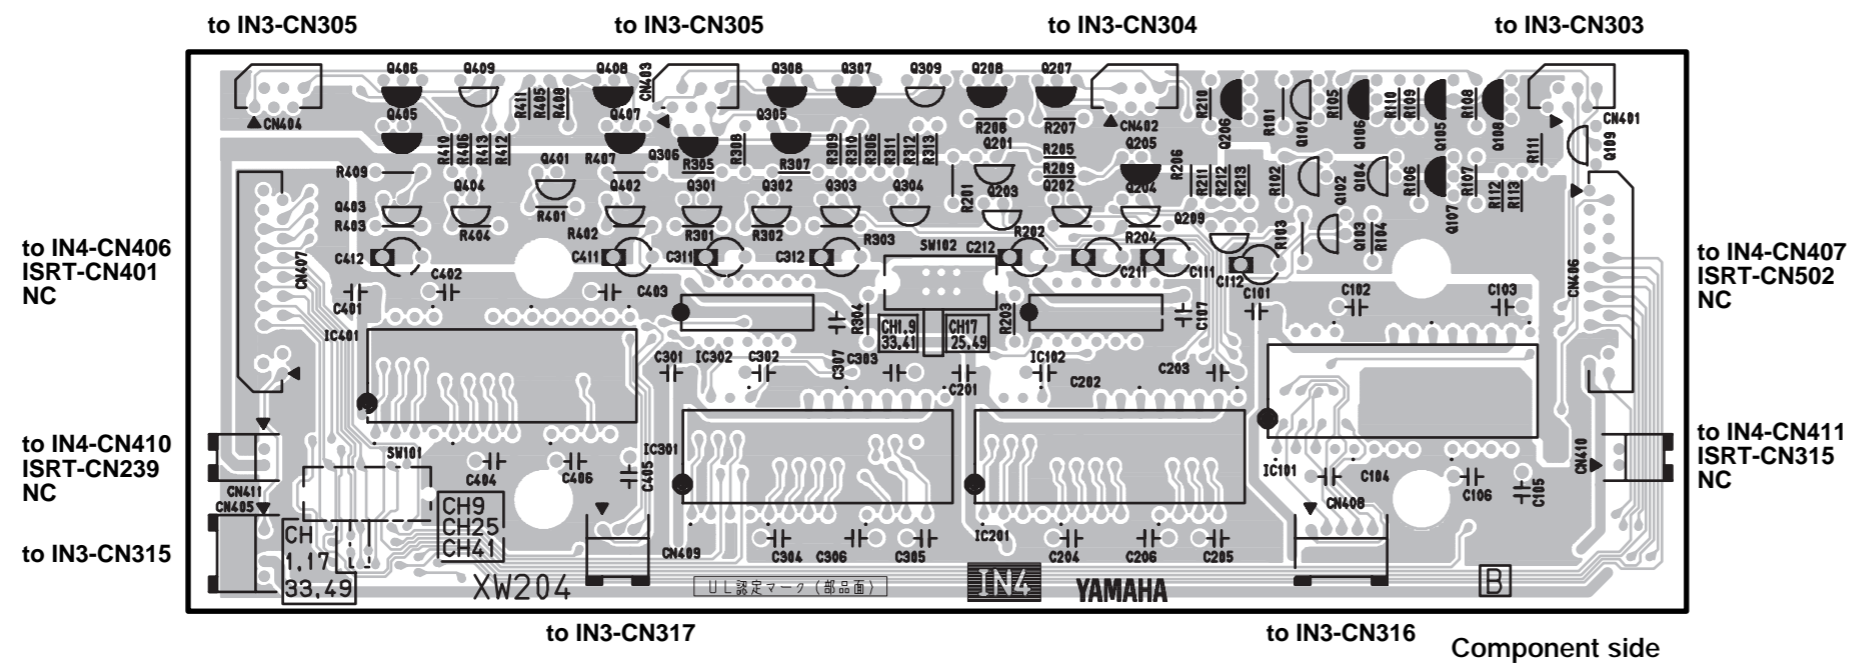 to IN3-CN305 to IN3-CN305 to IN3-CN304 to IN3-CN303
Q406 Q409 Q408 CN403 Q308 Q307 Q309 Q208 Q207
CN404 R411 R405 R408 R210 R101 R105 R110 R109 R108 CN401
Q405 Q407 Q305 R208 R207 CN402 Q206 Q101 Q106 Q105 Q108 Q109
R410 R406 R413 R412 Q306 R305 R308 R307 R309 R310 R306 R311 R312 R313 Q201 R205 Q205 R111
R409 Q401 R407 R209 R206 R211 R212 R213 R102 Q102 Q104 R106 R107 R112 R113
Q404 Q402 Q301 Q302 Q303 Q304 R201 Q203 Q202 Q204 Q107
Q403 R401 Q209
R403 R404 R402 R301 R302 R303 SW102 C212 R202 R204 R103 Q103 R104
to IN4-CN406
ISRT-CN401
NC
CN407 C412 C402 C411 C311 C312 C211 C111 C112 CN406
to IN4-CN407
ISRT-CN502
NC
C401 C403 R304 R203 C107 C101 C102 C103
IC401 CH1.9 33,41 CH17 25,49
C301 IC302 C302 C307 C303 C201 IC102 C202 C203
to IN4-CN410
ISRT-CN239
NC
SW101 IC301 IC101 CN410
to IN4-CN411
ISRT-CN315
NC
CN411 C404 C406 C405 C104 C106 C105
CN405 CN408
CH
1,17
33,49
CH9
CH25
CH41
to IN3-CN315
CN409 C304 C306 C305 IC201 C204 C206 C205
XW204 UL認定マーク(部品面) IN4 YAMAHA B
to IN3-CN317 to IN3-CN316
Component side